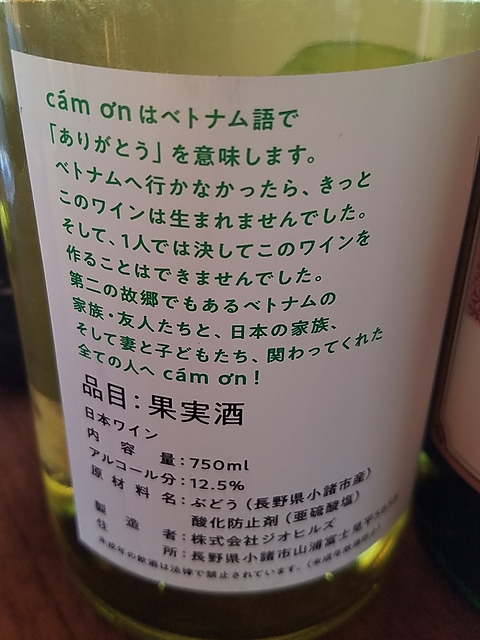 cám ơn はベトナム語で
「ありがとう」を意味します。
ベトナムへ行かなかったら、きっと
このワインは生まれませんでした。
そして、1人では決してこのワインを
作ることはできませんでした。
第二の故郷でもあるベトナムの
家族・友人たちと、日本の家族、
そして妻と子どもたち、関わってくれた
全ての人へ cám ơn！
品目：果実酒
日本ワイン
内容量：750ml
アルコール分：12.5%
原材料名：ぶどう（長野県小諸市産）
酸化防止剤（亜硫酸塩）
製造者：株式会社ジオヒルズ
住所：長野県小諸市山浦富士見平
未成年の飲酒は法律で禁止されています。